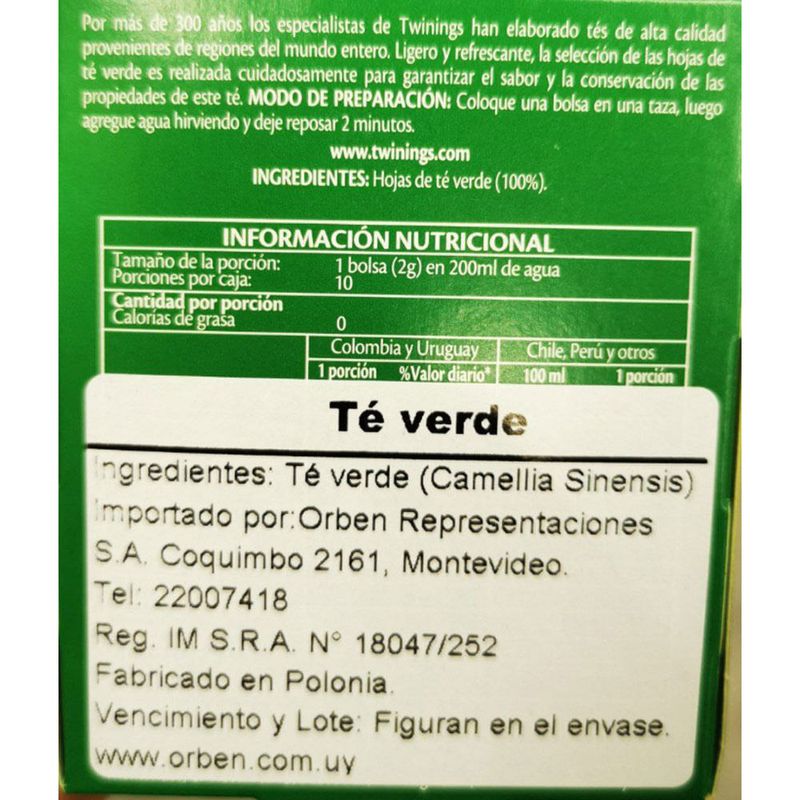 Por más de 300 años los especialistas de Twinings han elaborado tés de alta calidad
provenientes de regiones del mundo entero. Ligero y refrescante, la selección de las hojas de
té verde es realizada cuidadosamente para garantizar el sabor y la conservación de las
propiedades de este té. MODO DE PREPARACIÓN: Coloque una bolsa en una taza, luego
agregue agua hirviendo y deje reposar 2 minutos.
www.twinings.com
INGREDIENTES: Hojas de té verde (100%).
INFORMACIÓN NUTRICIONAL
Tamaño de la porción: 1 bolsa (2g) en 200ml de agua
Porciones por caja: 10
Cantidad por porción
Calorías de grasa 0
Colombia y Uruguay Chile, Perú y otros
1 porción %Valor diario* 100 ml 1 porción
Té verde
Ingredientes: Té verde (Camellia Sinensis)
Importado por:Orben Representaciones
S.A. Coquimbo 2161, Montevideo.
Tel: 22007418
Reg. IM S.R.A. N° 18047/252
Fabricado en Polonia.
Vencimiento y Lote: Figuran en el envase.
www.orben.com.uy